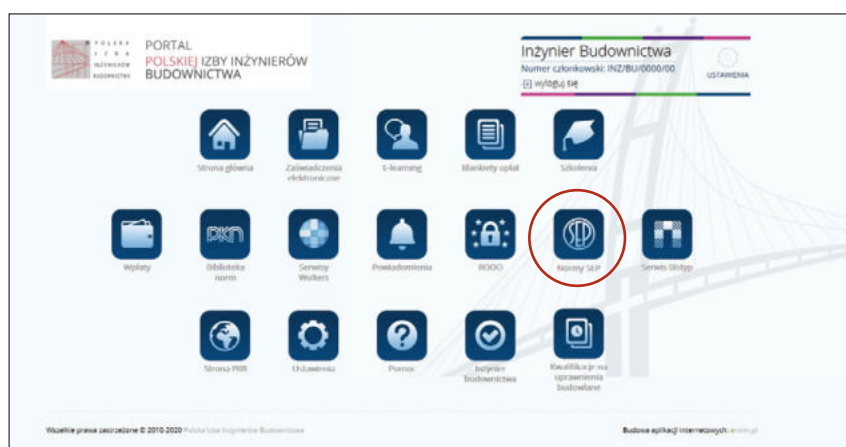 POLSKA
IZBA
INŻYNIERÓW
BUDOWNICTWA
PORTAL
POLSKIEJ IZBY INŻYNIERÓW
BUDOWNICTWA
Inżynier Budownictwa
Numer członkowski: INZ/BU/0000/00
wyloguj się
USTAWIENIA
Strona główna
Zaświadczenia
elektroniczne
E-learning
Blankiety opłat
Szkolenia
Wpłaty
PKN
Biblioteka
norm
Serwisy
Wolters
Powiadomienia
RODO
SEP
Normy SEP
Serwis Bistyp
Strona PIIB
Ustawienia
Pomoc
Inżynier
budownictwa
Kwalifikacje na
uprawnienia
budowlane
Wszelkie prawa zastrzeżone © 2010-2020 Polska Izba Inżynierów Budownictwa
Budowa aplikacji internetowych: